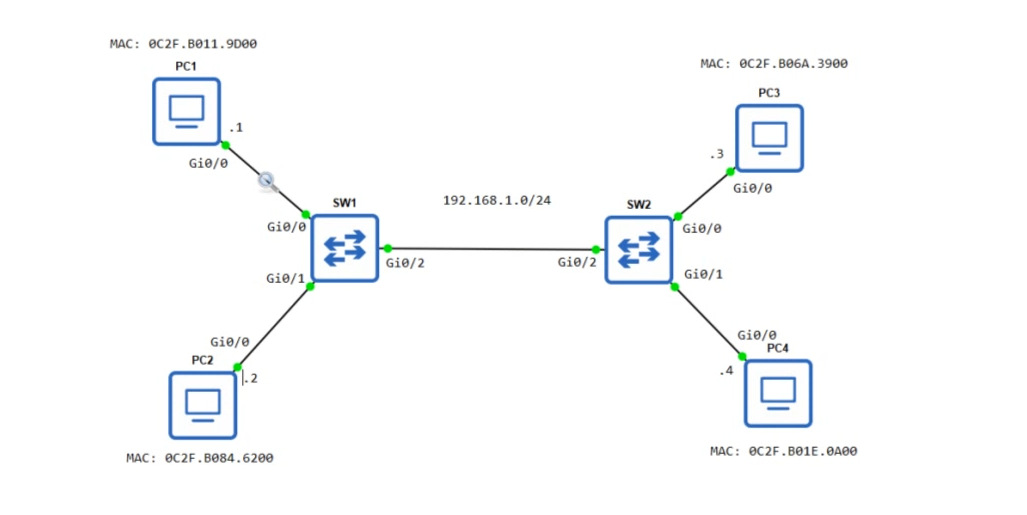 MAC: 0C2F.B011.9D00
PC1
.1
Gi0/0
MAC: 0C2F.B06A.3900
PC3
.3
Gi0/0
192.168.1.0/24
SW1
Gi0/0
Gi0/1
Gi0/2
SW2
Gi0/0
Gi0/2
Gi0/1
Gi0/0
PC2
.2
MAC: 0C2F.B084.6200
Gi0/0
PC4
.4
MAC: 0C2F.B01E.0A00